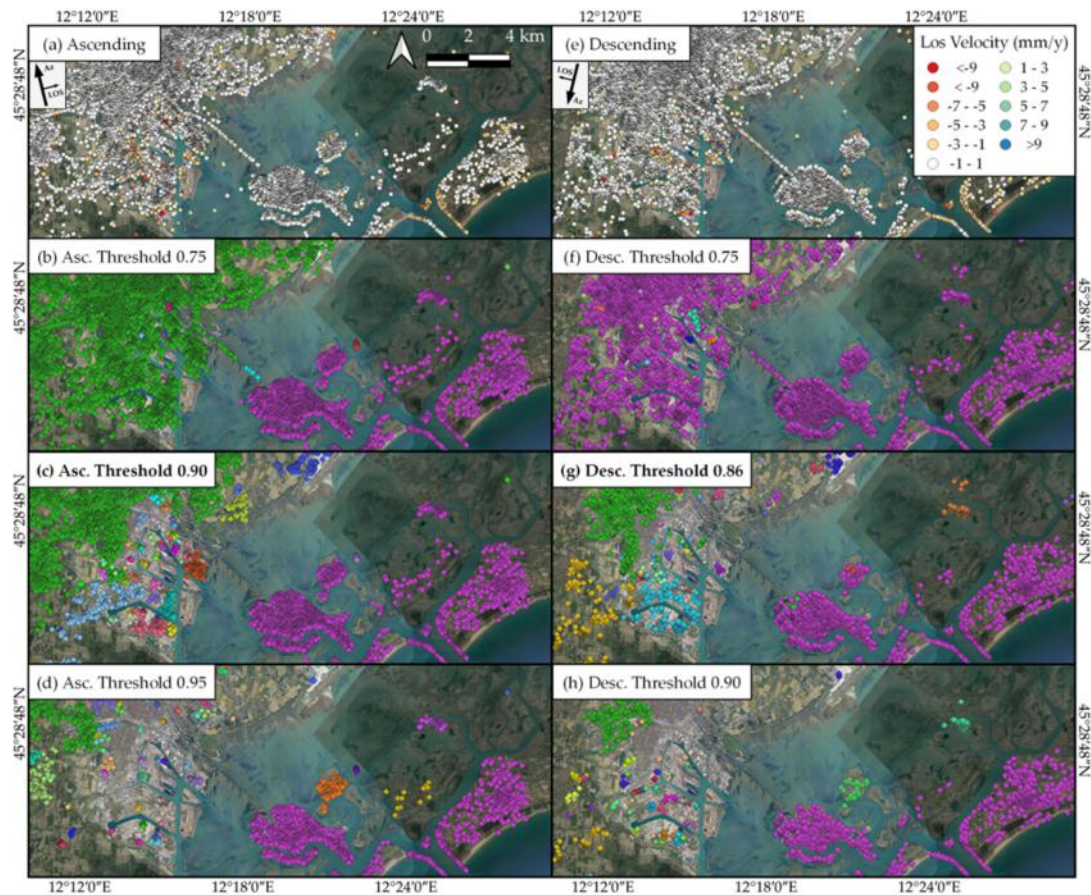 12°12'0"E 12°18'0"E 12°24'0"E 12°12'0"E 12°18'0"E 12°24'0"E
(a) Ascending
0 2 4 km
Az
LOS
45°28'48"N
(e) Descending
LOS
Az
Los Velocity (mm/y)
<-9 1 - 3
< -9 3 - 5
-7 - -5 5 - 7
-5 - -3 7 - 9
-3 - -1 >9
-1 - 1
45°28'48"N
(b) Asc. Threshold 0.75
45°28'48"N
(f) Desc. Threshold 0.75
45°28'48"N
(c) Asc. Threshold 0.90
45°28'48"N
(g) Desc. Threshold 0.86
45°28'48"N
(d) Asc. Threshold 0.95
45°28'48"N
(h) Desc. Threshold 0.90
45°28'48"N
12°12'0"E 12°18'0"E 12°24'0"E 12°12'0"E 12°18'0"E 12°24'0"E